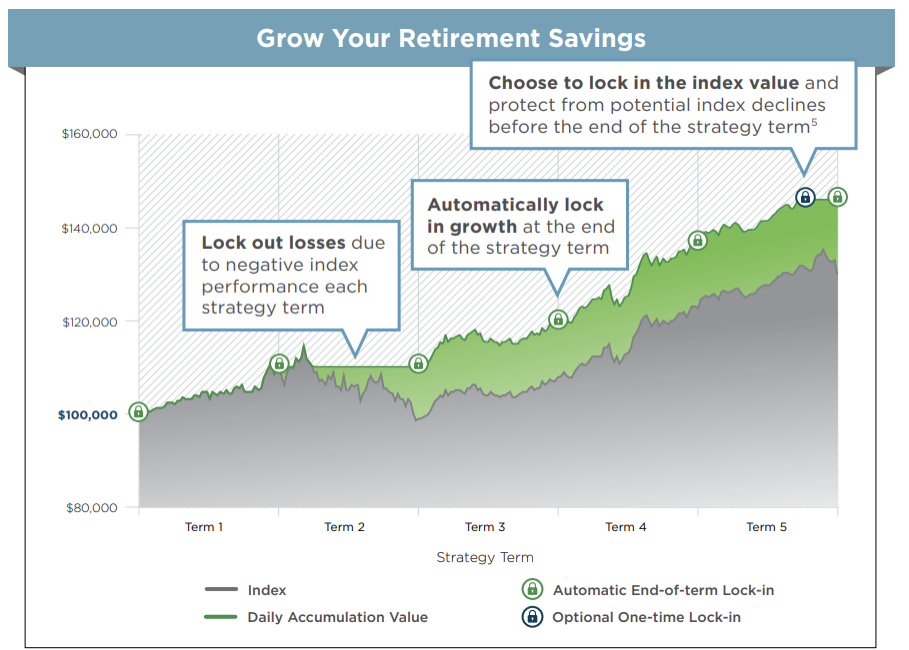 Grow Your Retirement Savings
Choose to lock in the index value and
protect from potential index declines
before the end of the strategy term5
$160,000
Automatically lock
in growth at the end
of the strategy term
Lock out losses due
to negative index
performance each
strategy term
$140,000
$120,000
$100,000
$80,000
Term 1 Term 2 Term 3 Term 4 Term 5
Strategy Term
Index
Automatic End-of-term Lock-in
Daily Accumulation Value
Optional One-time Lock-in